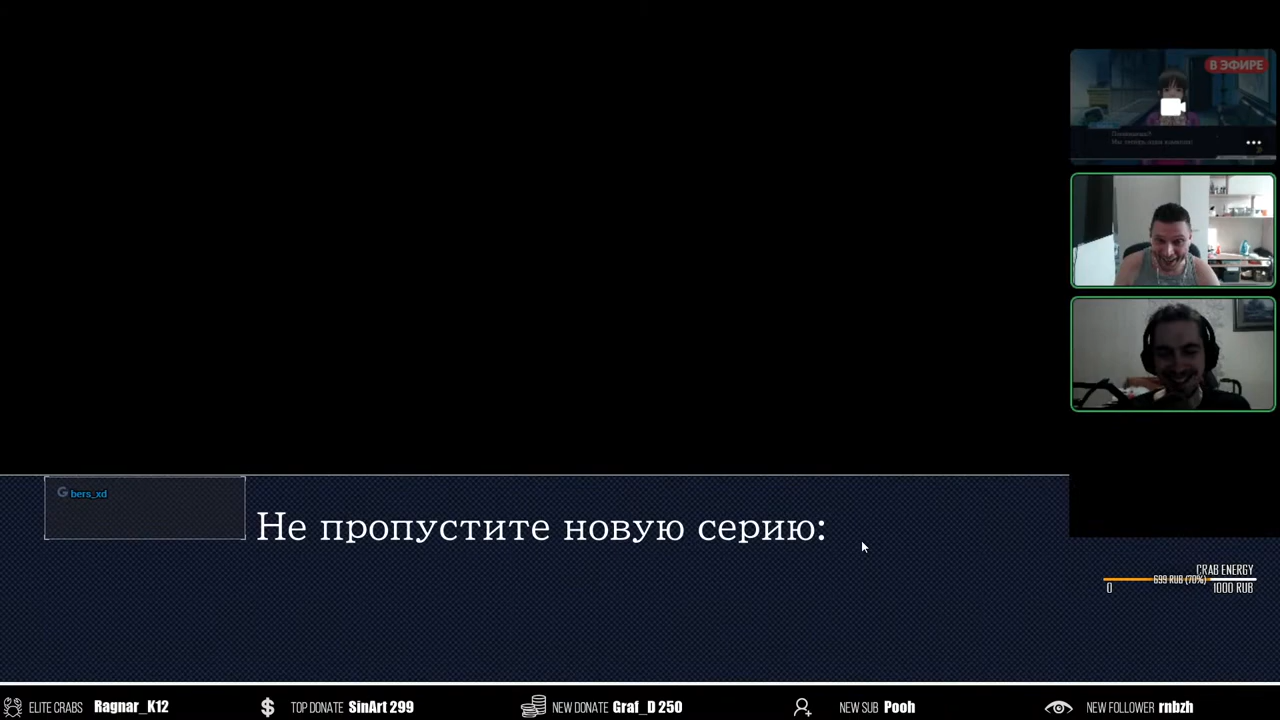 В ЭФИРЕ
Понимаешь?
bers_xd
Не пропустите новую серию:
CRAB ENERGY
699 RUB (70%)
0
1000 RUB
ELITE CRABS Ragnar_K12
TOP DONATE SinArt 299
NEW DONATE Graf_D 250
NEW SUB Pooh
NEW FOLLOWER rnbzh